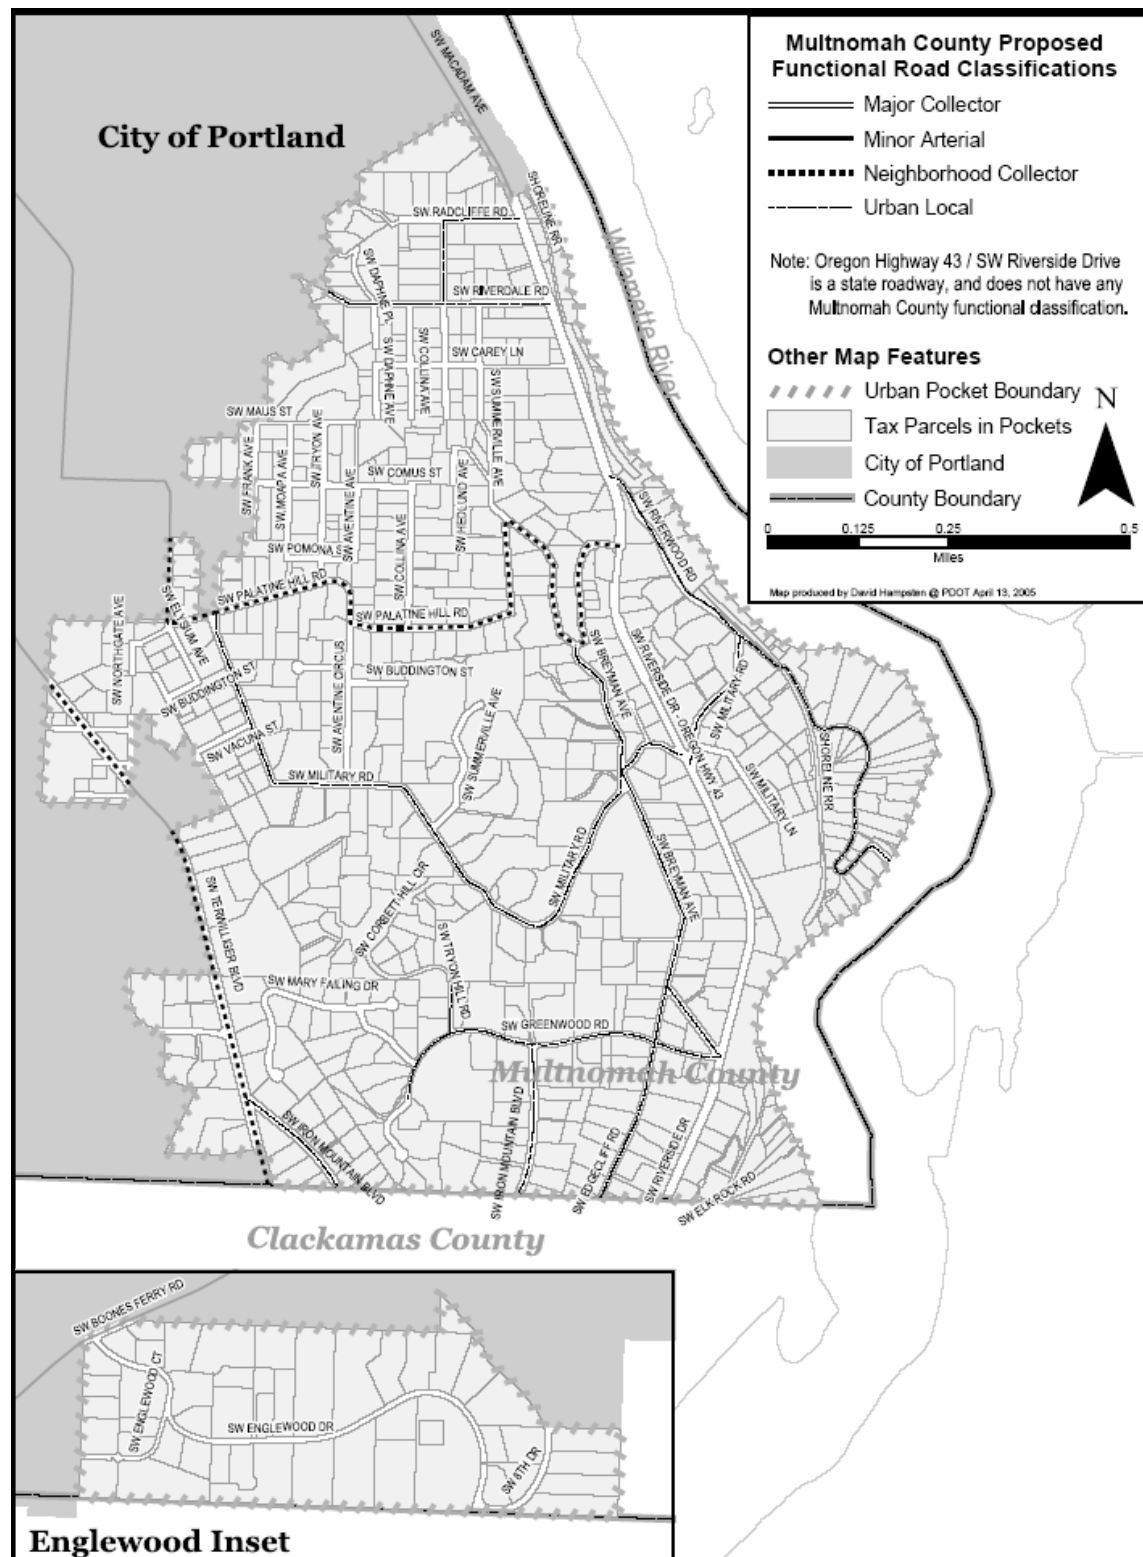 Multnomah County Proposed
Functional Road Classifications
Major Collector
Minor Arterial
Neighborhood Collector
Urban Local
Note: Oregon Highway 43 / SW Riverside Drive
is a state roadway, and does not have any
Multnomah County functional classification.
Other Map Features
Urban Pocket Boundary
N
Tax Parcels in Pockets
City of Portland
County Boundary
0 0.125 0.25 0.5
Miles
Map produced by David Hampsten @ PDOT April 13, 2005
City of Portland
SW MACADAM AVE
SHORELINE RR
Willamette River
SW RADCLIFFE RD
SW DAPHNE PL
SW RIVERDALE RD
SW DAPHNE AVE
SW COLLINA AVE
SW CAREY LN
SW SUMMERVILLE AVE
SW MAUS ST
SW FRANK AVE
SW MOAPA AVE
SW TRYON AVE
SW AVENTINE AVE
SW COMUS ST
SW HEDLUND AVE
SW COLLINA AVE
SW POMONA S
SW RIVERWOOD RD
SW PALATINE HILL RD
SW PALATINE HILL RD
SW ELYSIUM AVE
SW NORTHGATE AVE
SW BUDDINGTON ST
SW BUDDINGTON ST
SW AVENTINE CIRCUS
SW VACUNA ST
SW MILITARY RD
SW SUMMERVILLE AVE
SW BREYMAN AVE
SW RIVERSIDE DR - OREGON HWY 43
SW MILITARY RD
SW MILITARY LN
SHORELINE RR
SW MILITARY RD
SW BREYMAN AVE
SW TERWILLIGER BLVD
SW CORBETT HILL CIR
SW TRYON HILL RD
SW MARY FAILING DR
SW GREENWOOD RD
Multnomah County
SW IRON MOUNTAIN BLVD
SW IRON MOUNTAIN BLVD
SW EDGECLIFF RD
SW RIVERSIDE DR
SW ELK ROCK RD
Clackamas County
SW BOONES FERRY RD
SW ENGLEWOOD CT
SW ENGLEWOOD DR
SW 8TH DR
Englewood Inset